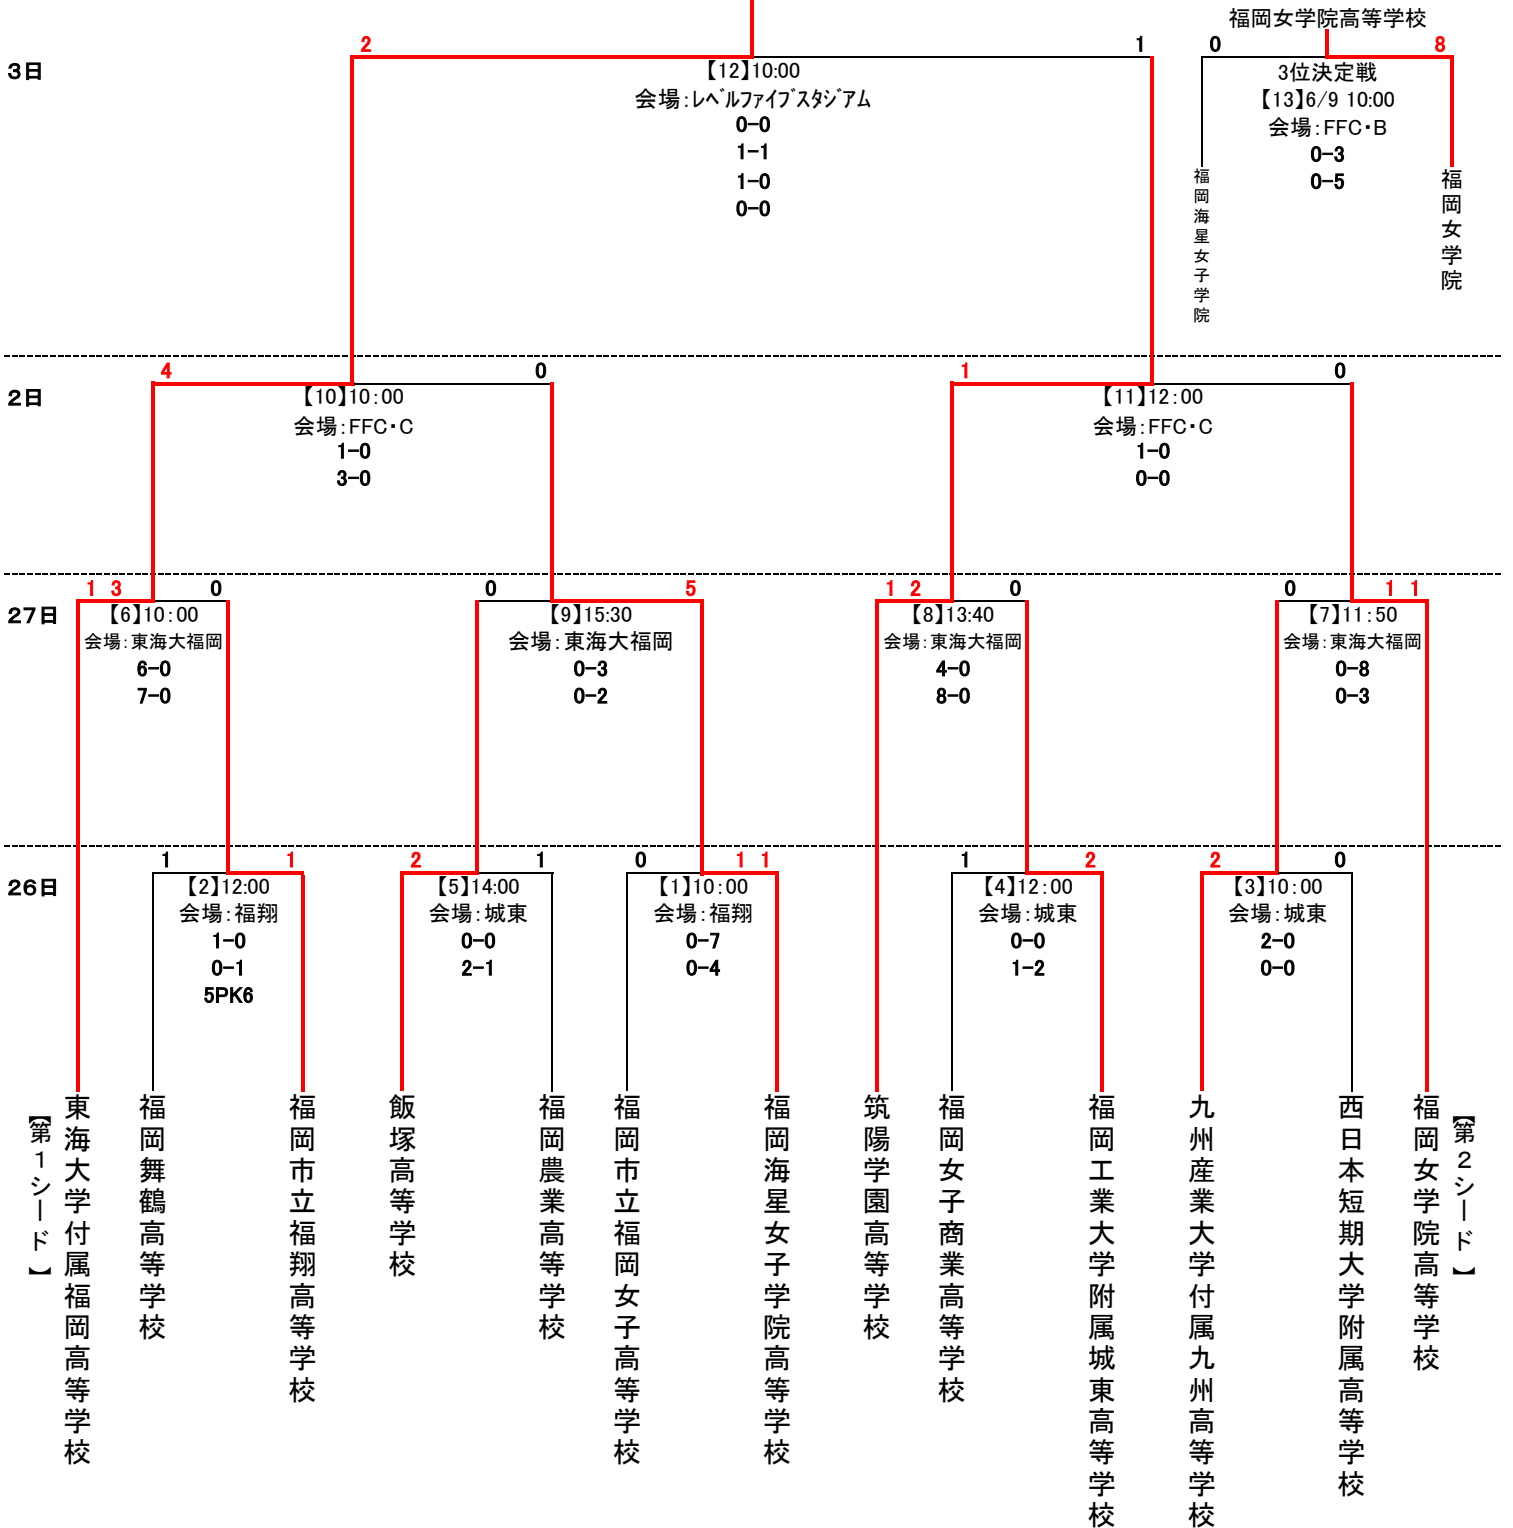 福岡女学院高等学校
2 1 0 8
3日
【12】10:00
会場:レベルファイブスタジアム
0-0
1-1
1-0
0-0
3位決定戦
【13】6/9 10:00
会場:FFC・B
0-3
0-5
福岡海星女子学院
福岡女学院
4 0 1 0
2日
【10】10:00
会場:FFC・C
1-0
3-0
【11】12:00
会場:FFC・C
1-0
0-0
1 3 0 0 5 1 2 0 0 1 1
27日
【6】10:00
会場:東海大福岡
6-0
7-0
【9】15:30
会場:東海大福岡
0-3
0-2
【8】13:40
会場:東海大福岡
4-0
8-0
【7】11:50
会場:東海大福岡
0-8
0-3
1 1 2 1 0 1 1 1 2 2 0
26日
【2】12:00
会場:福翔
1-0
0-1
5PK6
【5】14:00
会場:城東
0-0
2-1
【1】10:00
会場:福翔
0-7
0-4
【4】12:00
会場:城東
0-0
1-2
【3】10:00
会場:城東
2-0
0-0
【第1シード】
東海大学付属福岡高等学校
福岡舞鶴高等学校
福岡市立福翔高等学校
飯塚高等学校
福岡農業高等学校
福岡市立福岡女子高等学校
福岡海星女子学院高等学校
筑陽学園高等学校
福岡女子商業高等学校
福岡工業大学附属城東高等学校
九州産業大学付属九州高等学校
西日本短期大学附属高等学校
福岡女学院高等学校
【第2シード】